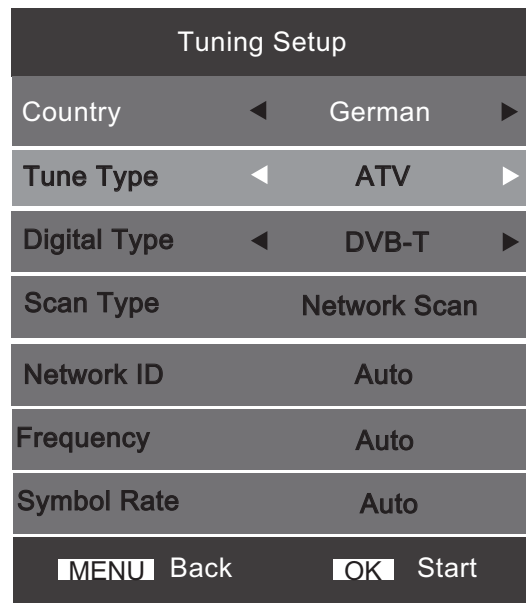 Tuning Setup
Country German
Tune Type ATV
Digital Type DVB-T
Scan Type Network Scan
Network ID Auto
Frequency Auto
Symbol Rate Auto
MENU Back OK Start